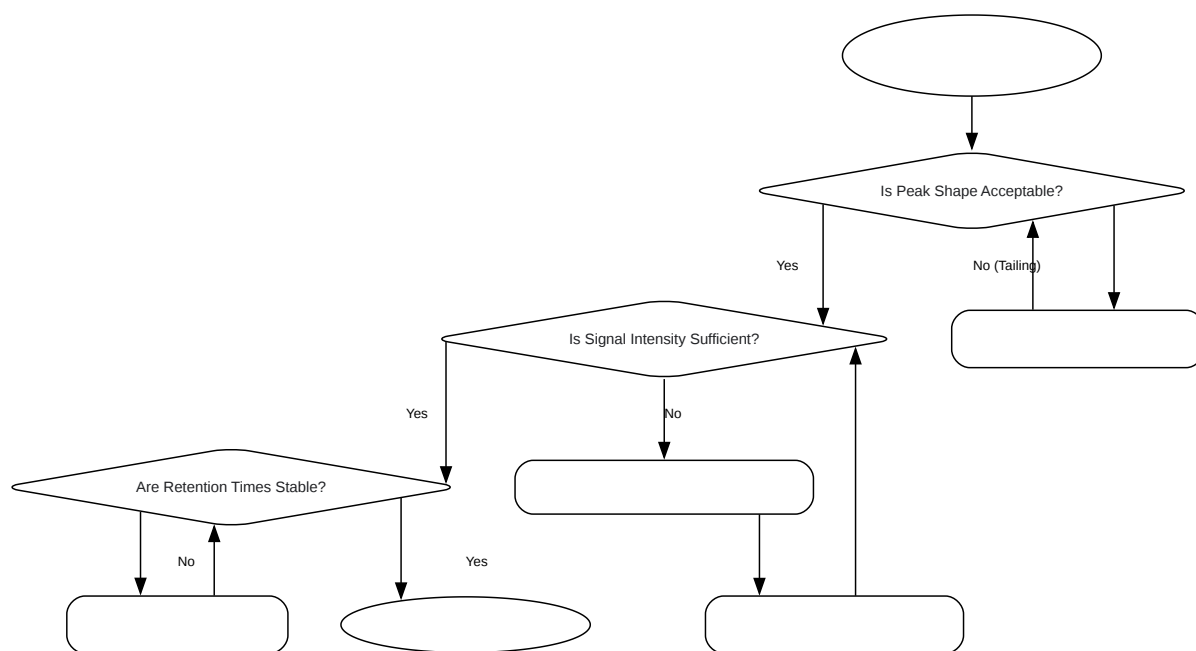 Is Peak Shape Acceptable?
Yes
No (Tailing)
Is Signal Intensity Sufficient?
Yes
No
Are Retention Times Stable?
No
Yes